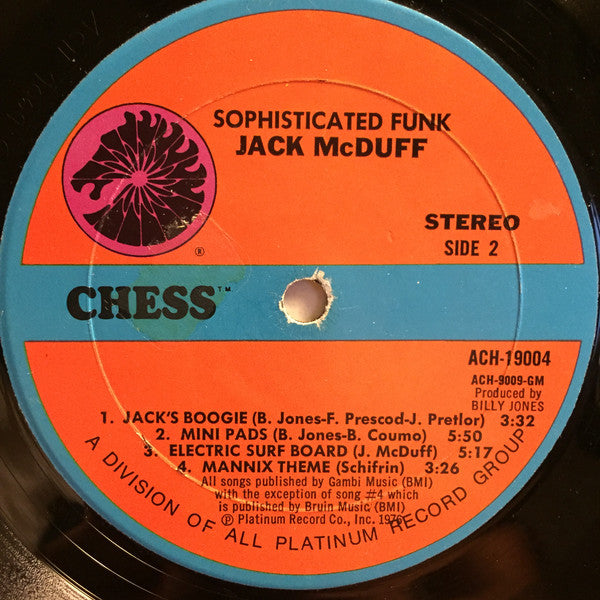 SOPHISTICATED FUNK
JACK McDUFF
®
STEREO
SIDE 2
CHESS™
ACH-19004
ACH-9009-GM
Produced by
BILLY JONES
1. JACK'S BOOGIE (B. Jones-F. Prescod-J. Pretlor) 3:32
2. MINI PADS (B. Jones-B. Coumo) 5:50
3. ELECTRIC SURF BOARD (J. McDuff) 5:17
4. MANNIX THEME (Schifrin) 3:26
All songs published by Gambi Music (BMI)
with the exception of song #4 which
is published by Bruin Music (BMI)
℗ Platinum Record Co., Inc. 1976
A DIVISION OF ALL PLATINUM RECORD GROUP